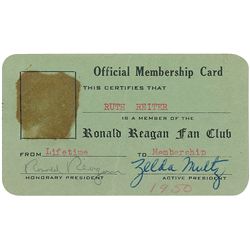 Official Membership Card
THIS CERTIFIES THAT
RUTH REITER
IS A MEMBER OF THE
Ronald Reagan Fan Club
FROM Lifetime TO Membership
Ronald Reagan Zelda Multz
HONORARY PRESIDENT ACTIVE PRESIDENT
1950